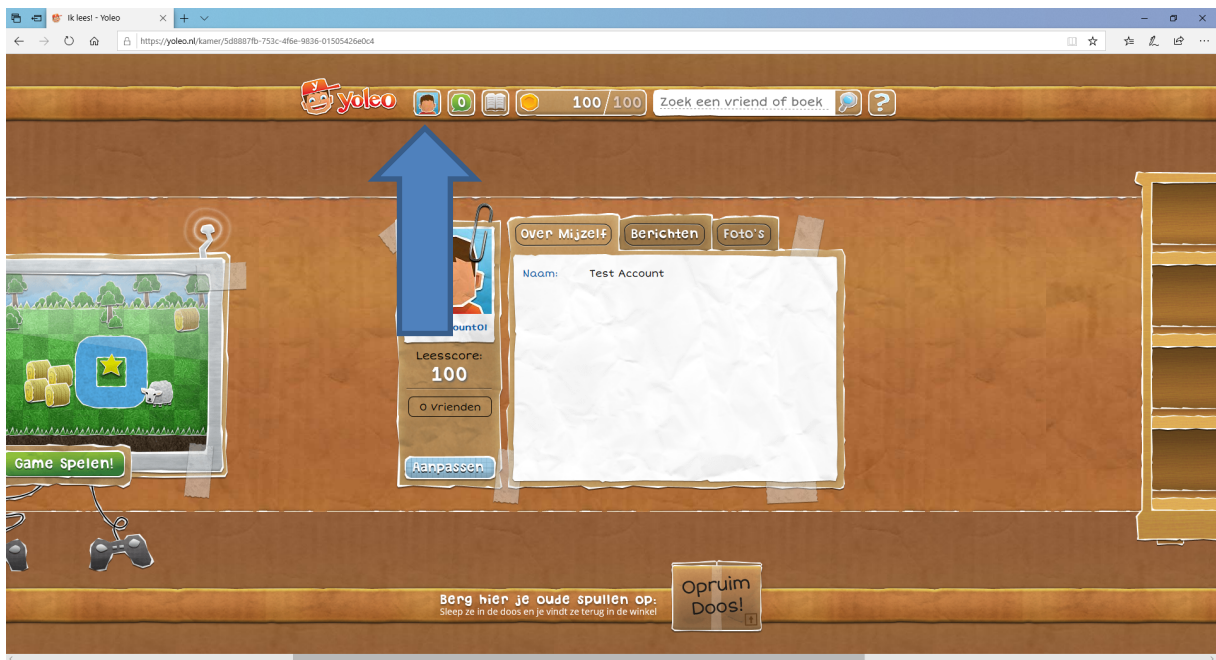 Ik lees! - Yoleo
https://yoleo.nl/kamer/5d8887fb-753c-4f6e-9836-01505426e0c4
yoleo
0
100/100
Zoek een vriend of boek
?
Over Mijzelf
Berichten
Foto's
Naam: Test Account
ount01
Leesscore:
100
0 Vrienden
Aanpassen
Game Spelen!
Berg hier je oude spullen op:
Sleep ze in de doos en je vindt ze terug in de winkel
Opruim
Doos!